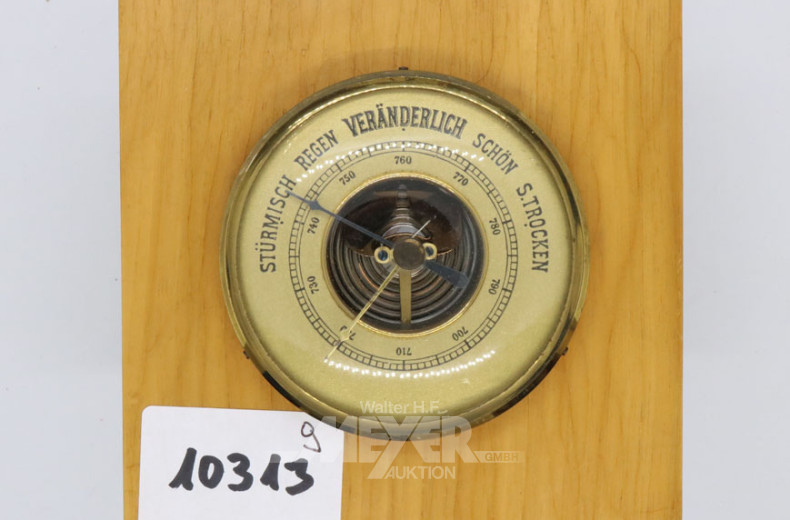 STÜRMISCH REGEN VERÄNDERLICH SCHÖN S.TROCKEN
730 740 750 760 770 780 790
720 710 700
Walter H.F.
MEYER
GMBH
AUKTION
9
10313